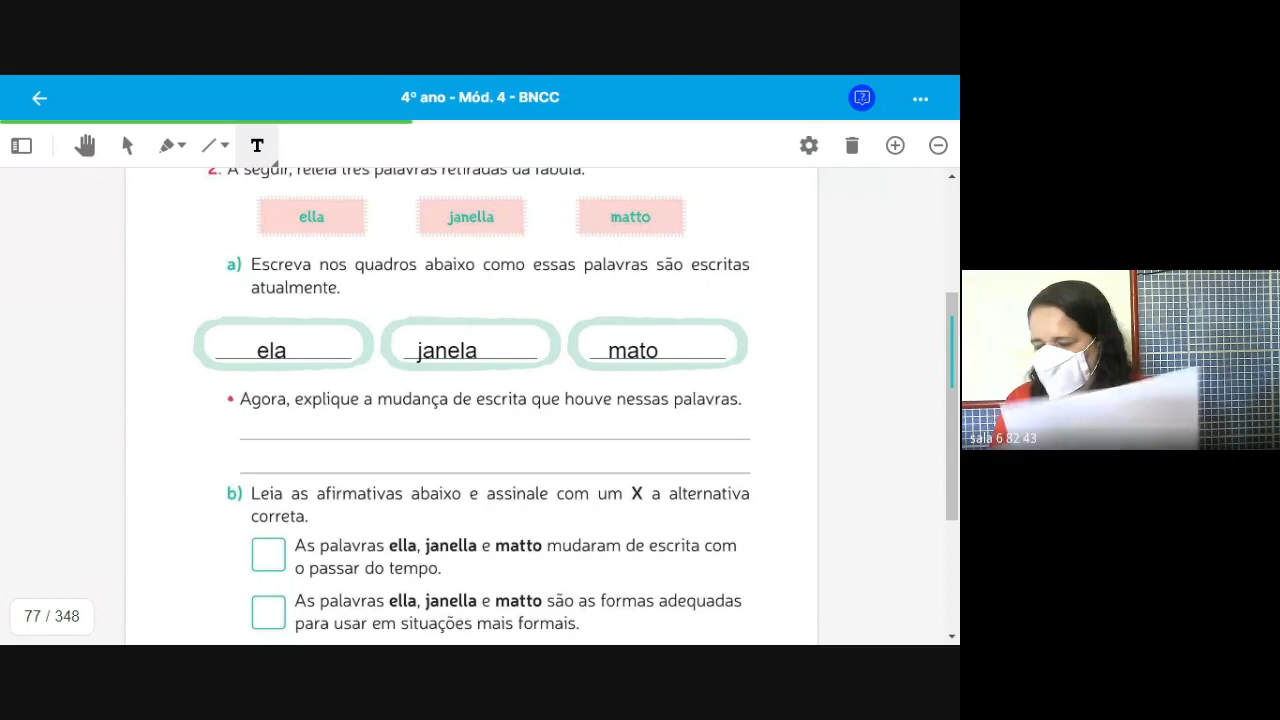 4º ano - Mód. 4 - BNCC
T
2. A seguir, releia três palavras retiradas da fábula.
ella janella matto
a) Escreva nos quadros abaixo como essas palavras são escritas
atualmente.
ela janela mato
• Agora, explique a mudança de escrita que houve nessas palavras.
b) Leia as afirmativas abaixo e assinale com um X a alternativa
correta.
As palavras ella, janella e matto mudaram de escrita com
o passar do tempo.
As palavras ella, janella e matto são as formas adequadas
para usar em situações mais formais.
77 / 348
sala 6 82 43